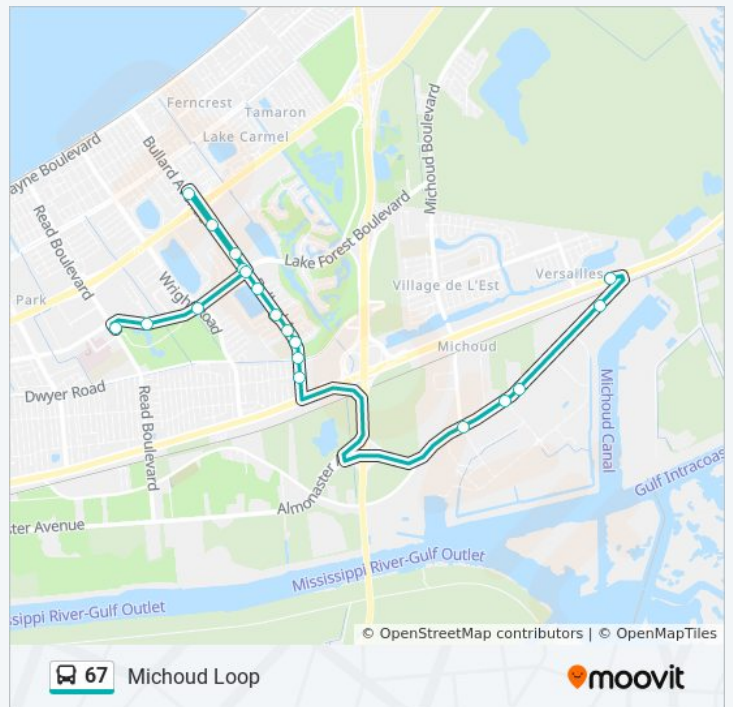 Ferncrest
Tamaron
Lake Carmel
ayne Boulevard
Bullard A
Michoud Boulevard
Read Boulevard
Lake Forest Boulevard
Park
Wright Road
Village de L'Est
Versailles
Michoud
Dwyer Road
Read Boulevard
Michoud Canal
Gulf Intracoas
Almonaster
ster Avenue
Mississippi River-Gulf Outlet
ssippi River-Gulf Outlet
© OpenStreetMap contributors | © OpenMapTiles
67 Michoud Loop
moovit